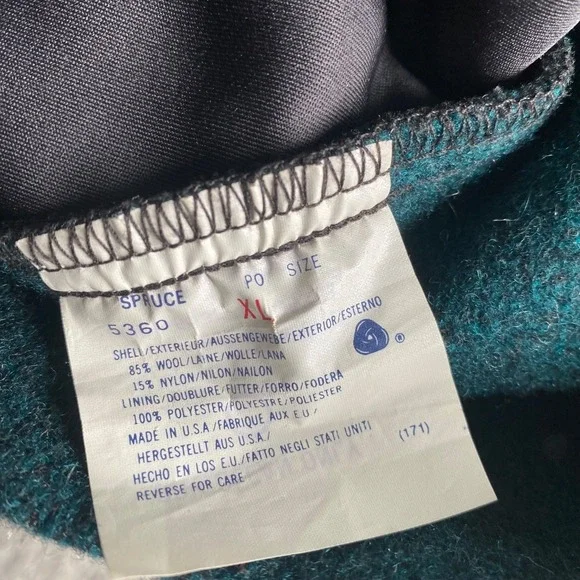 SPRUCE PO SIZE
5360 XL
SHELL/EXTERIEUR/AUSSENGEWEBE/EXTERIOR/ESTERNO
85% WOOL/LAINE/WOLLE/LANA
15% NYLON/NILON/NAILON
LINING/DOUBLURE/FUTTER/FORRO/FODERA
100% POLYESTER/POLYESTRE/POLIESTER
MADE IN U.S.A./FABRIQUE AUX E.U./
HERGESTELLT AUS U.S.A./
HECHO EN LOS E.U./FATTO NEGLI STATI UNITI (171)
REVERSE FOR CARE